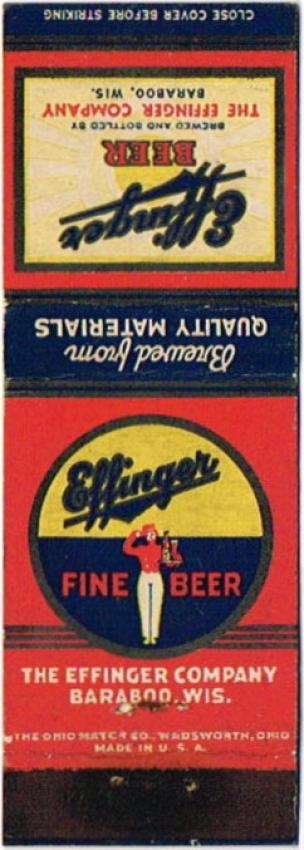 CLOSE COVER BEFORE STRIKING
Effinger
BEER
BREWED AND BOTTLED BY
THE EFFINGER COMPANY
BARABOO, WIS.
Brewed from
QUALITY MATERIALS
Effinger
FINE BEER
THE EFFINGER COMPANY
BARABOO, WIS.
THE OHIO MATCH CO., WADSWORTH, OHIO
MADE IN U. S. A.